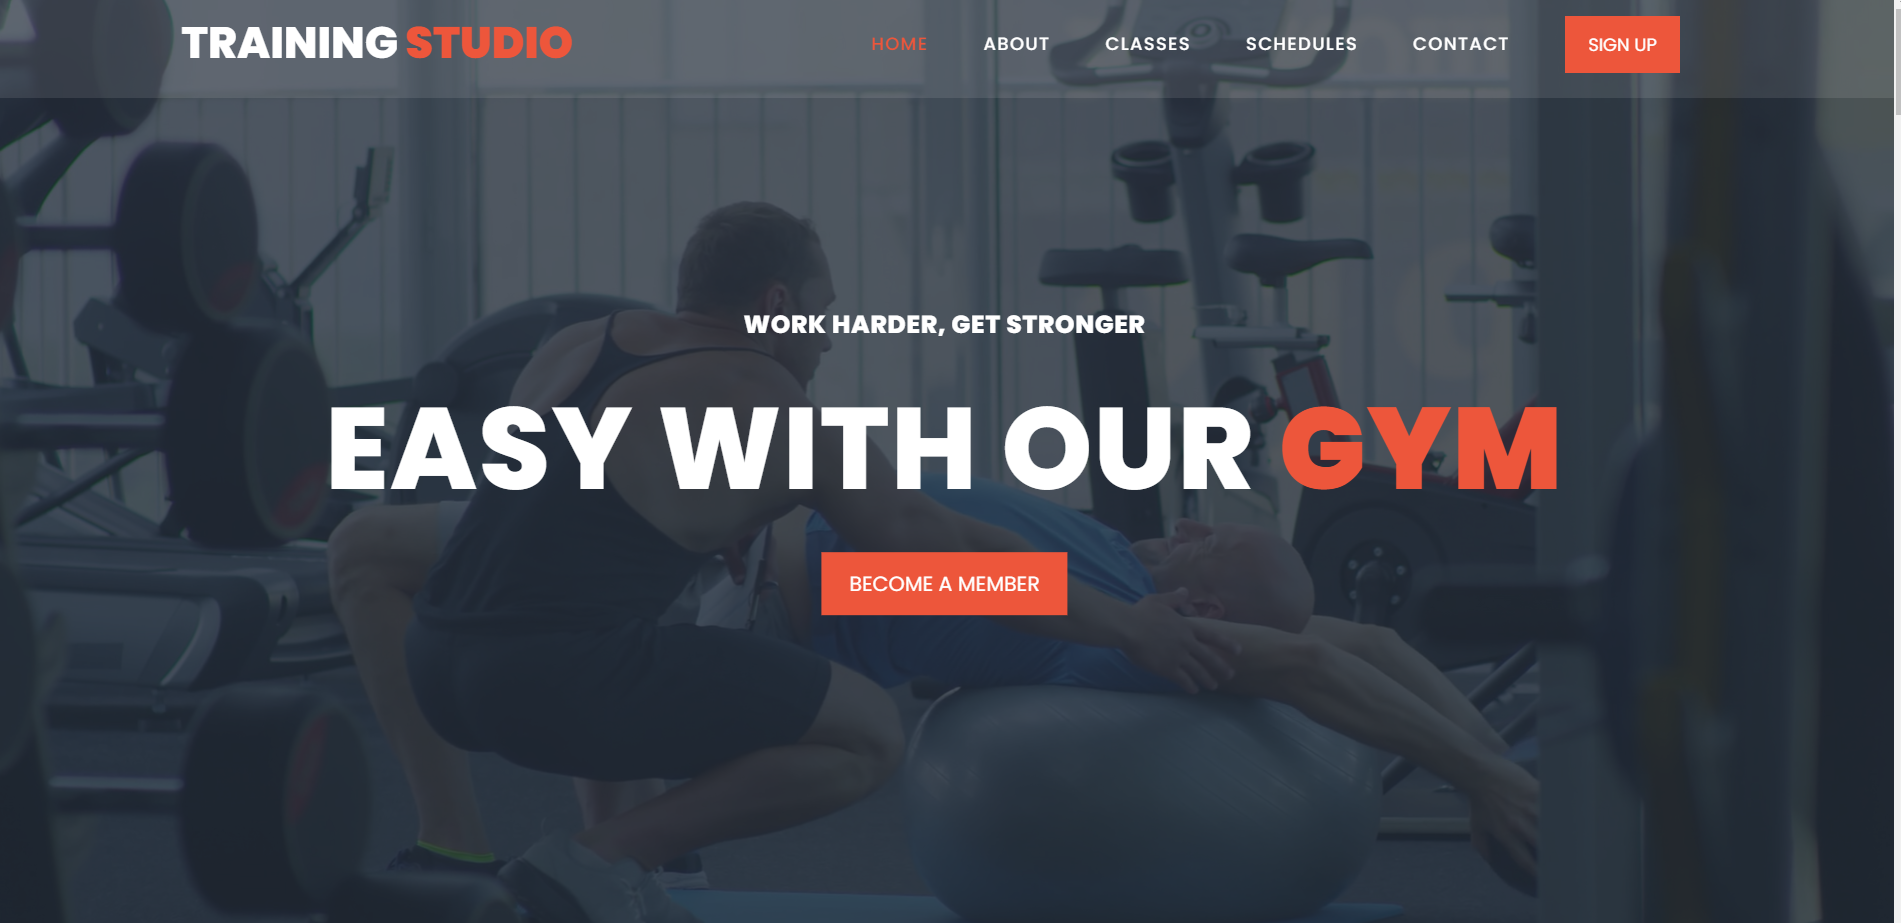 TRAINING STUDIO
HOME ABOUT CLASSES SCHEDULES CONTACT SIGN UP
WORK HARDER, GET STRONGER
EASY WITH OUR GYM
BECOME A MEMBER